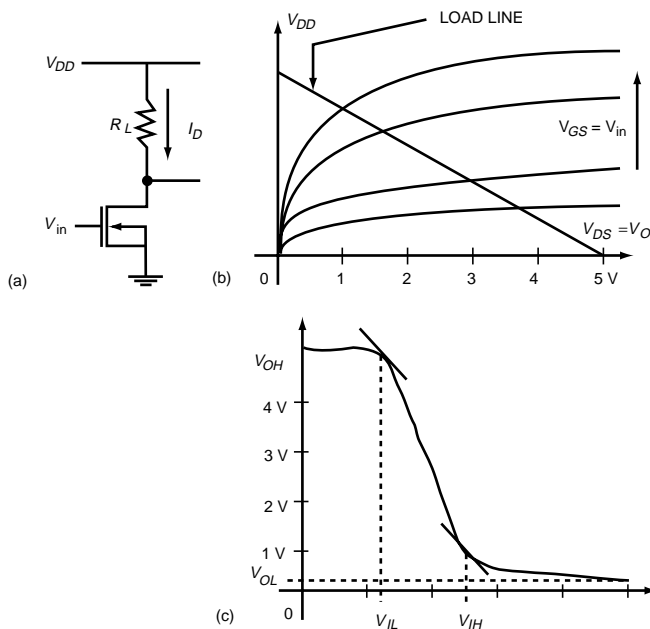 V_DD
R_L
I_D
V_in
(a)
V_DD
LOAD LINE
V_GS = V_in
V_DS = V_O
0 1 2 3 4 5 V
(b)
V_OH
4 V
3 V
2 V
1 V
V_OL
0
V_IL V_IH
(c)